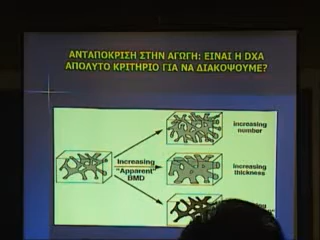 ΑΝΤΑΠΟΚΡΙΣΗ ΣΤΗΝ ΑΓΩΓΗ: ΕΙΝΑΙ Η DXA
ΑΠΟΛΥΤΟ ΚΡΙΤΗΡΙΟ ΓΙΑ ΝΑ ΔΙΑΚΟΨΟΥΜΕ?
Increasing
number
Increasing
"Apparent"
BMD
Increasing
thickness